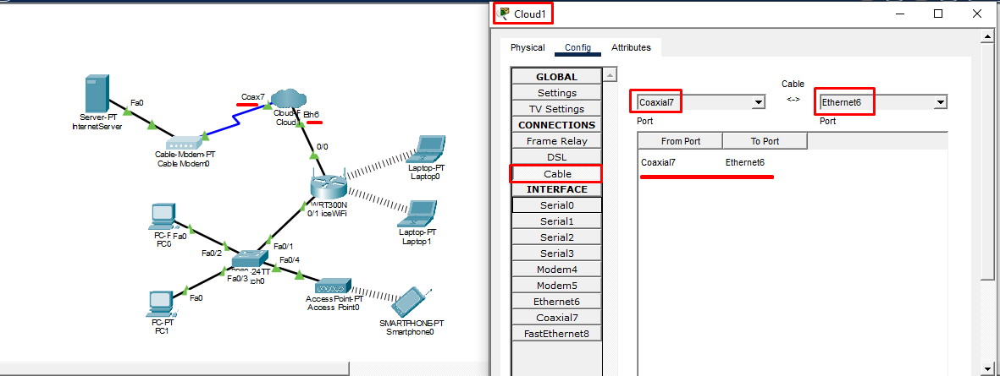 Cloud1
Physical
Config
Attributes
GLOBAL
Settings
TV Settings
CONNECTIONS
Frame Relay
DSL
Cable
INTERFACE
Serial0
Serial1
Serial2
Serial3
Modem4
Modem5
Ethernet6
Coaxial7
FastEthernet8
Cable
Coaxial7
<->
Ethernet6
Port
Port
From Port
To Port
Coaxial7
Ethernet6
Coax7
Fa0
Server-PT
InternetServer
Cloud-P
Cloud1
Eth6
Cable-Modem-PT
Cable Modem0
0/0
Laptop-PT
Laptop0
WRT300N
0/1
iceWiFi
Laptop-PT
Laptop1
PC-P
Fa0
PC0
Fa0/2
Fa0/1
-24TT
Fa0/4
Fa0/3
Fa0
PC-PT
PC1
AccessPoint-PT
Access Point0
SMARTPHONE-PT
Smartphone0